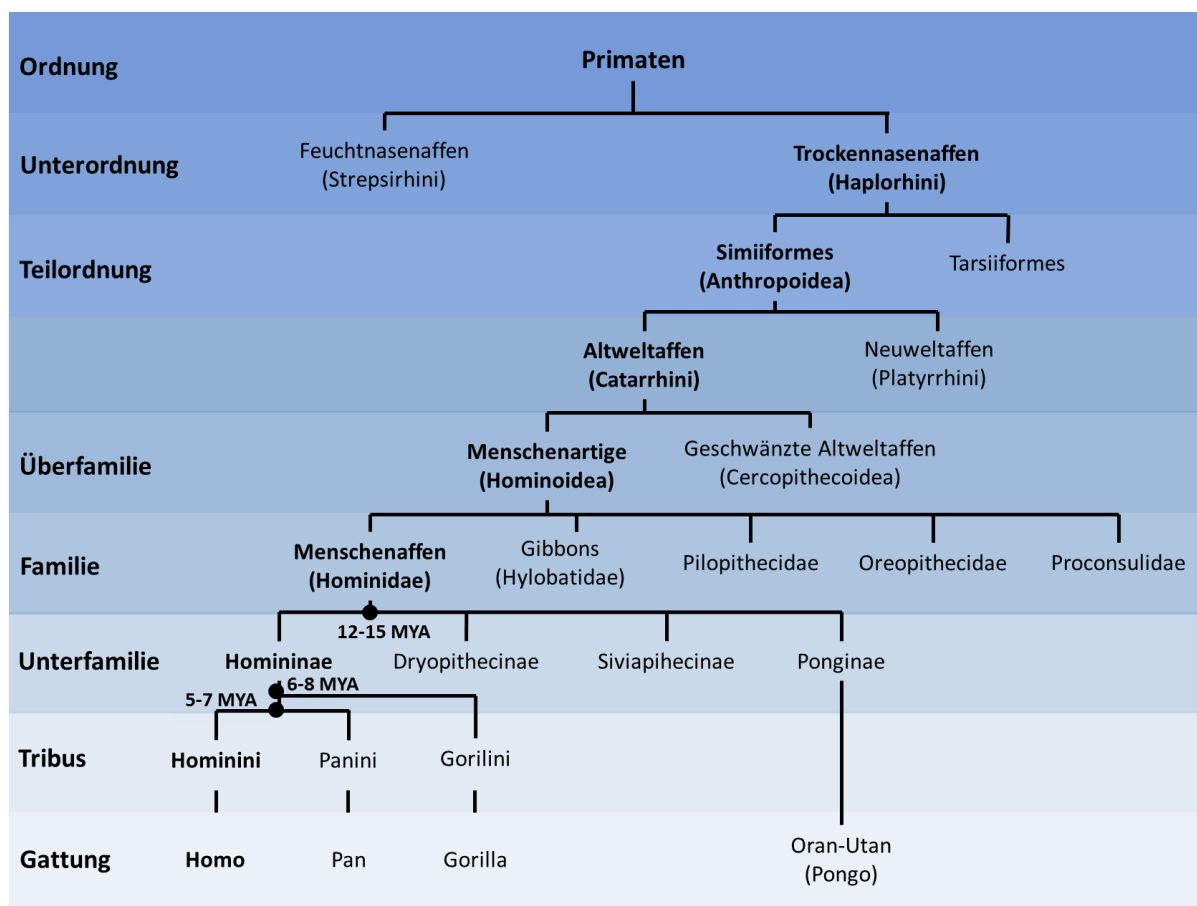 Ordnung
Primaten
Unterordnung
Feuchtnasenaffen
(Strepsirhini)
Trockennasenaffen
(Haplorhini)
Teilordnung
Simiiformes
(Anthropoidea)
Tarsiiformes
Altweltaffen
(Catarrhini)
Neuweltaffen
(Platyrrhini)
Überfamilie
Menschenartige
(Hominoidea)
Geschwänzte Altweltaffen
(Cercopithecoidea)
Familie
Menschenaffen
(Hominidae)
Gibbons
(Hylobatidae)
Pilopithecidae
Oreopithecidae
Proconsulidae
12-15 MYA
Unterfamilie
Homininae
Dryopithecinae
Siviapihecinae
Ponginae
6-8 MYA
5-7 MYA
Tribus
Hominini
Panini
Gorilini
Gattung
Homo
Pan
Gorilla
Oran-Utan
(Pongo)